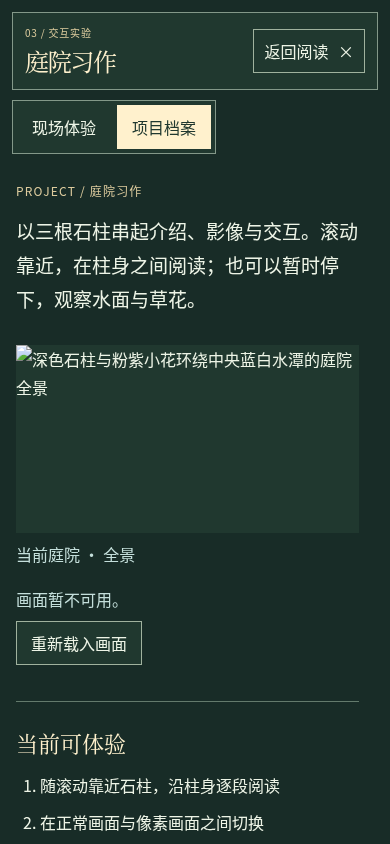 03 / 交互实验
庭院习作
返回阅读 ×
现场体验
项目档案
PROJECT / 庭院习作
以三根石柱串起介绍、影像与交互。滚动
靠近，在柱身之间阅读；也可以暂时停
下，观察水面与草花。
深色石柱与粉紫小花环绕中央蓝白水潭的庭院
全景
当前庭院 · 全景
画面暂不可用。
重新载入画面
当前可体验
1. 随滚动靠近石柱，沿柱身逐段阅读
2. 在正常画面与像素画面之间切换